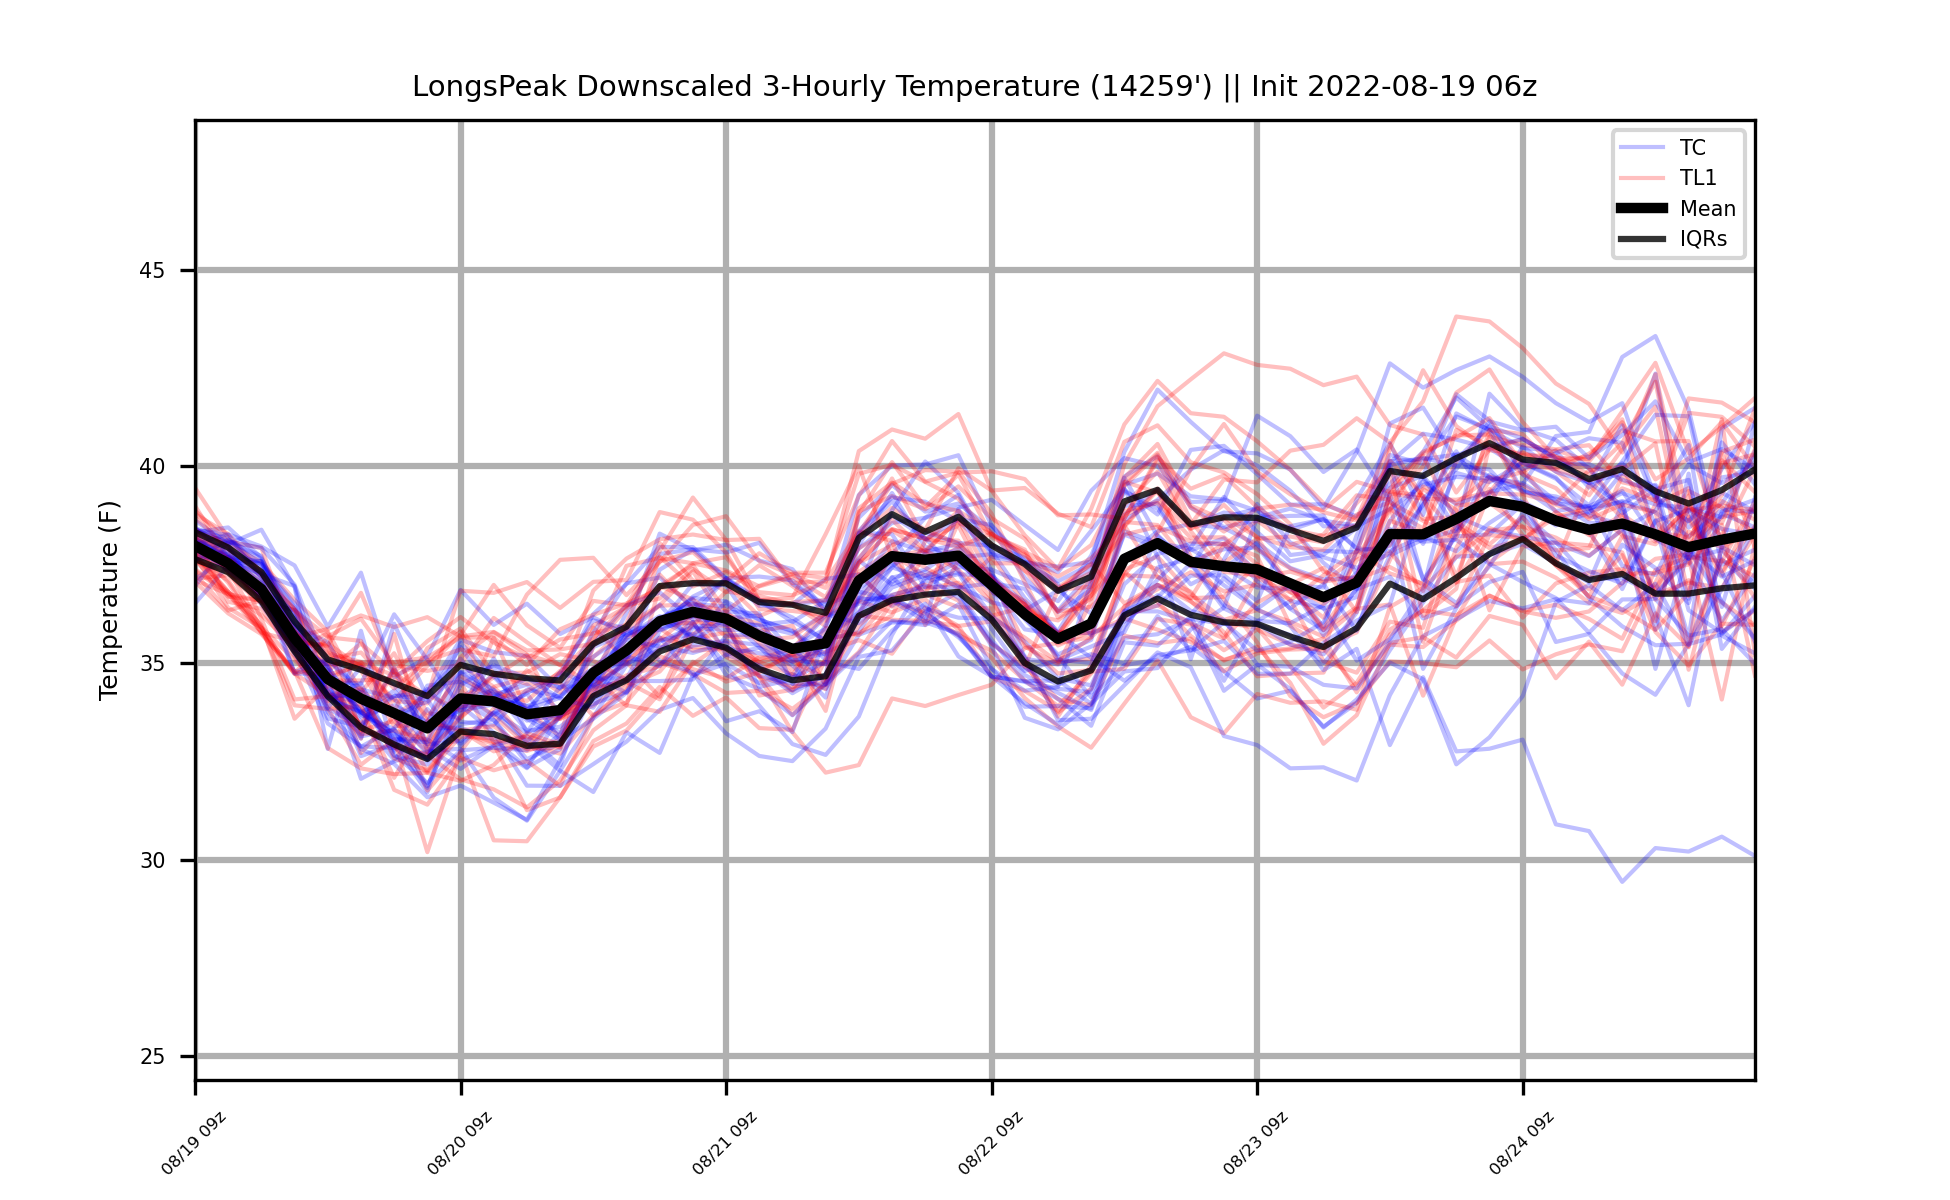 LongsPeak Downscaled 3-Hourly Temperature (14259') || Init 2022-08-19 06z
TC
TL1
Mean
IQRs
Temperature (F)
45
40
35
30
25
08/19 09z
08/20 09z
08/21 09z
08/22 09z
08/23 09z
08/24 09z